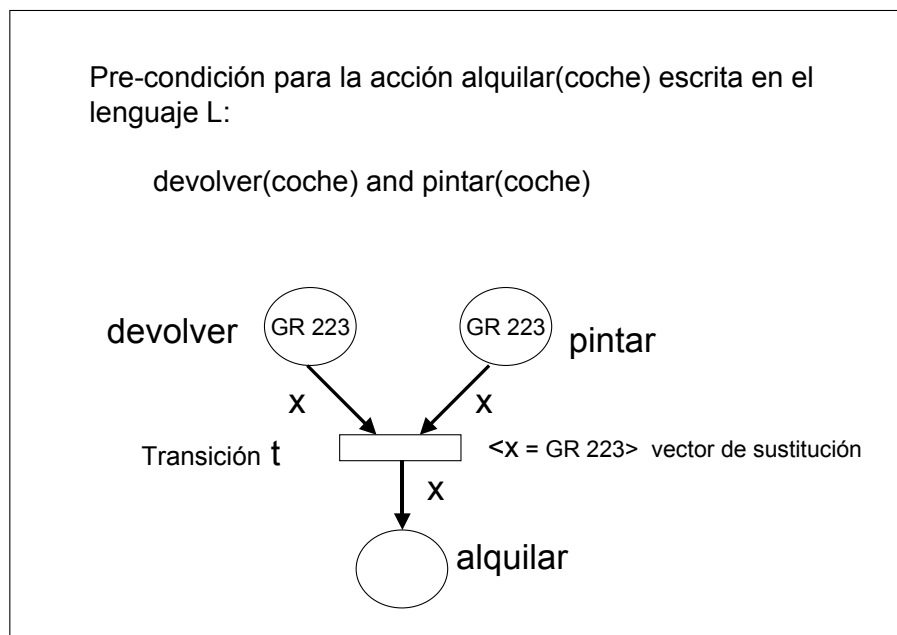 Pre-condición para la acción alquilar(coche) escrita en el
lenguaje L:
devolver(coche) and pintar(coche)
devolver
GR 223
GR 223
pintar
x
x
Transición t
<x = GR 223> vector de sustitución
x
alquilar